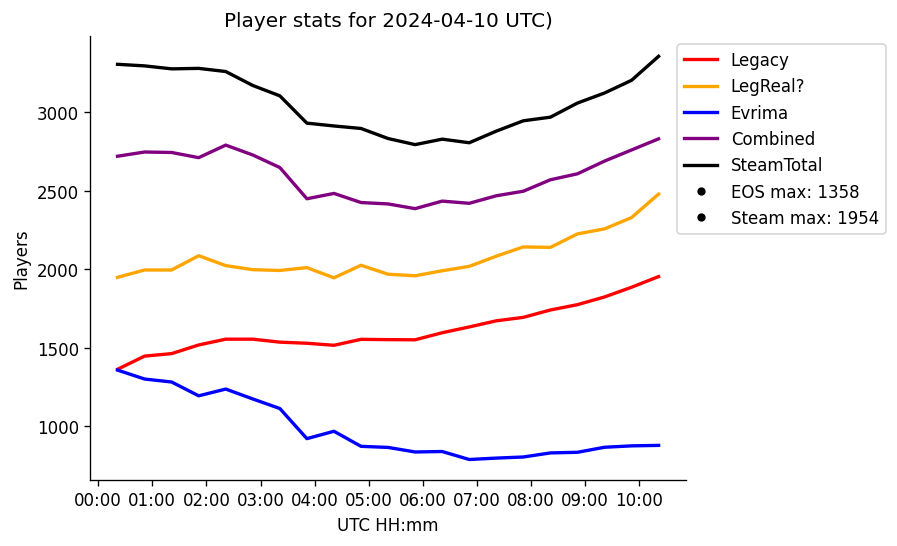 Player stats for 2024-04-10 UTC)
Legacy
LegReal?
Evrima
Combined
SteamTotal
EOS max: 1358
Steam max: 1954
Players
3000
2500
2000
1500
1000
00:00 01:00 02:00 03:00 04:00 05:00 06:00 07:00 08:00 09:00 10:00
UTC HH:mm